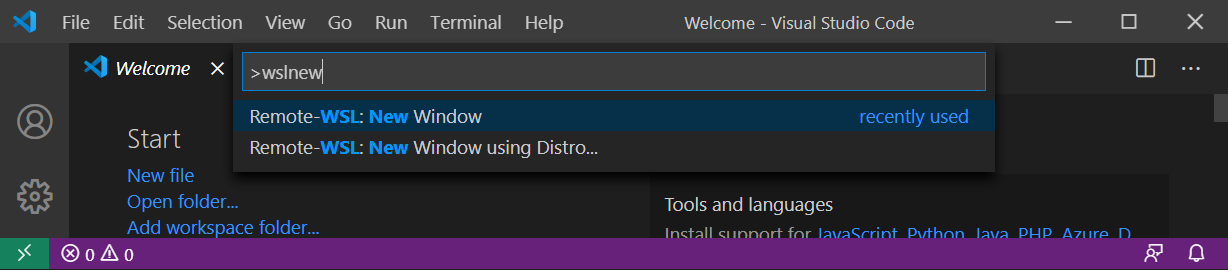 File Edit Selection View Go Run Terminal Help Welcome - Visual Studio Code
Welcome
>wslnew
Remote-WSL: New Window recently used
Remote-WSL: New Window using Distro...
Start
New file
Open folder...
Add workspace folder...
Tools and languages
Install support for JavaScript, Python, Java, PHP, Azure, D
0 0